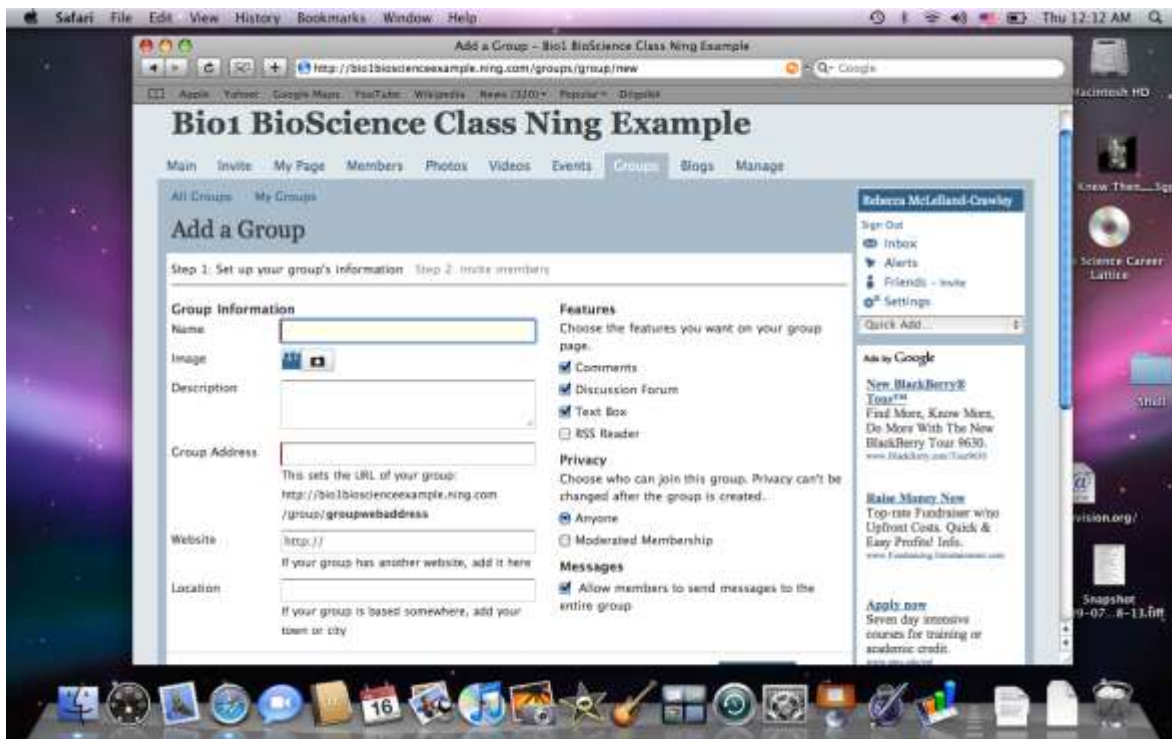 Safari File Edit View History Bookmarks Window Help Thu 12:12 AM
Add a Group – Bio1 BioScience Class Ning Example
http://bio1bioscienceexample.ning.com/groups/group/new
Google
Apple Yahoo! Google Maps YouTube Wikipedia News (320) Popular
Macintosh HD
Bio1 BioScience Class Ning Example
Main Invite My Page Members Photos Videos Events Groups Blogs Manage
All Groups My Groups
Add a Group
Step 1: Set up your group's information Step 2: Invite members
Group Information
Name
Image
Description
Group Address
This sets the URL of your group:
http://bio1bioscienceexample.ning.com
/group/groupwebaddress
Website
http://
If your group has another website, add it here
Location
If your group is based somewhere, add your
town or city
Features
Choose the features you want on your group
page.
Comments
Discussion Forum
Text Box
RSS Reader
Privacy
Choose who can join this group. Privacy can't be
changed after the group is created.
Anyone
Moderated Membership
Messages
Allow members to send messages to the
entire group
Rebecca McLelland-Crawley
Sign Out
Inbox
Alerts
Friends – Invite
Settings
Quick Add...
Ads by Google
New BlackBerry®
Tour™
Find More, Know More,
Do More With The New
BlackBerry Tour 9630.
www.BlackBerry.com/Tour9630
Raise Money Now
Top-rate Fundraiser w/no
Upfront Costs. Quick &
Easy Profits! Info.
Apply now
Seven day intensive
courses for training or
academic credit.
Knew Then
Science Career
Lattice
vision.org/
Snapshot
16